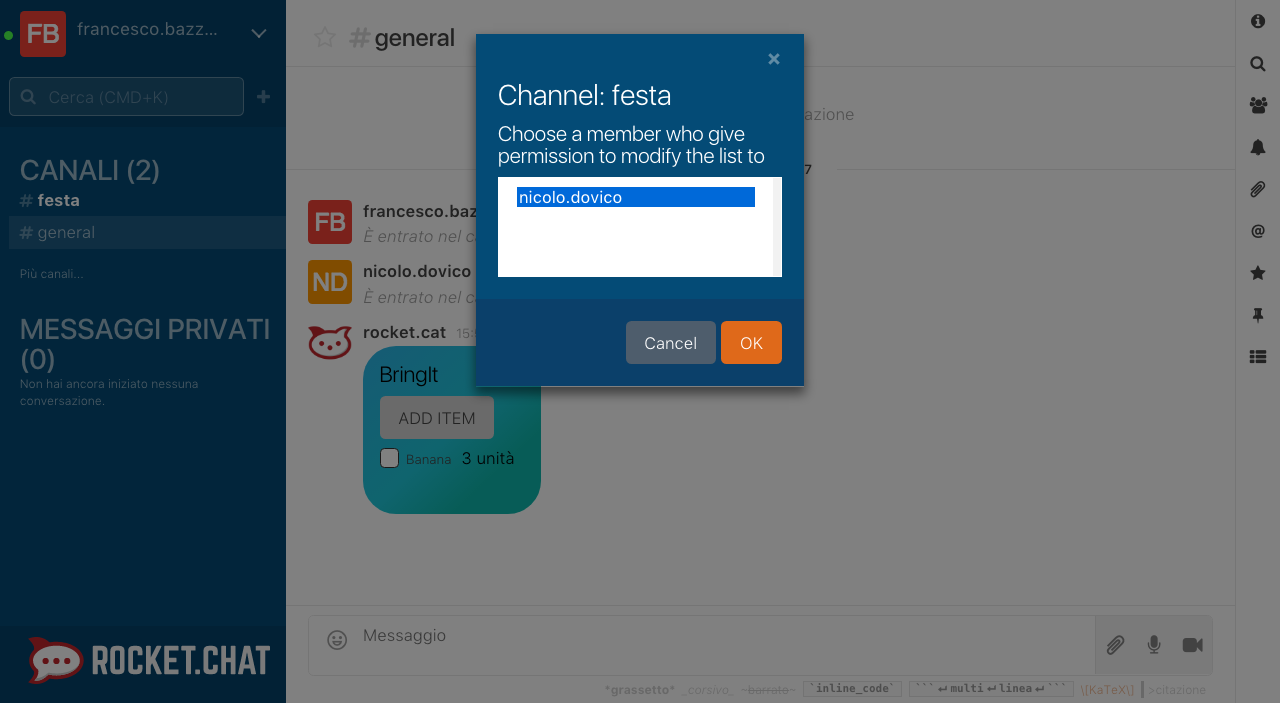 FB francesco.bazz...
Cerca (CMD+K)
CANALI (2)
# festa
# general
Più canali...
MESSAGGI PRIVATI
(0)
Non hai ancora iniziato nessuna
conversazione.
ROCKET.CHAT
#general
azione
7
FB francesco.baz
È entrato nel c
ND nicolo.dovico
È entrato nel c
rocket.cat 15:
BringIt
ADD ITEM
Banana 3 unità
×
Channel: festa
Choose a member who give
permission to modify the list to
nicolo.dovico
Cancel OK
Messaggio
*grassetto* _corsivo_ ~barrato~ `inline_code` ```↵multi↵linea↵``` \[KaTeX\] >citazione